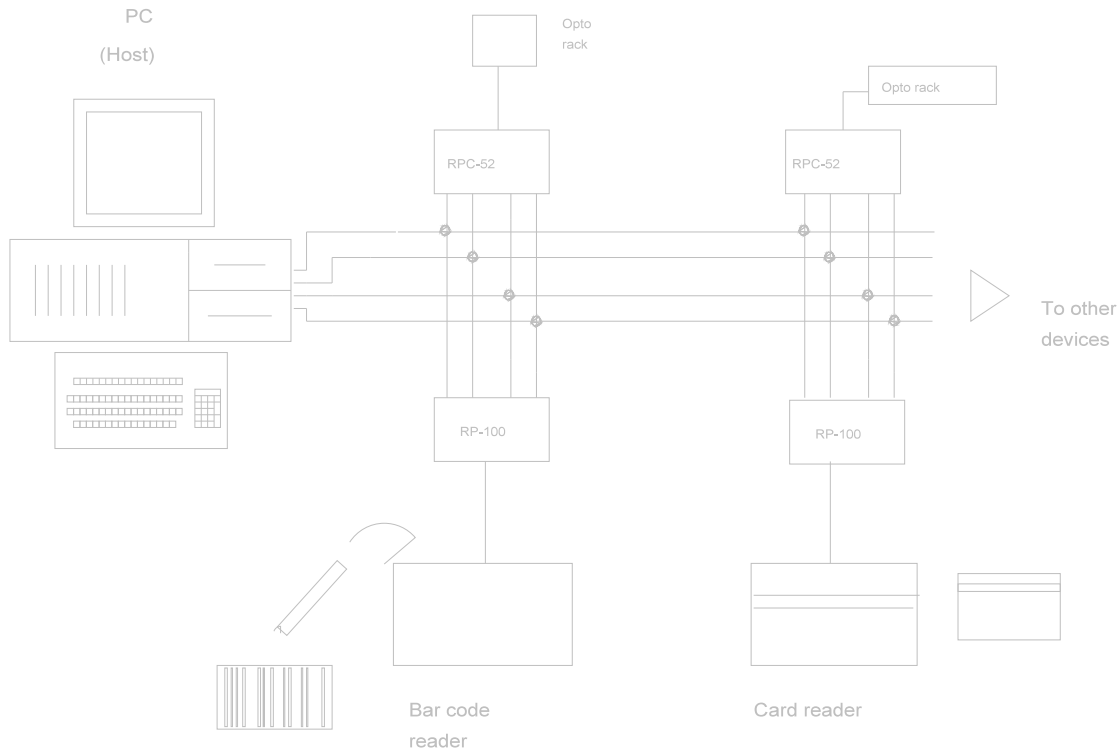 PC
(Host)
Opto
rack
Opto rack
RPC-52
RPC-52
To other
devices
RP-100
RP-100
Bar code
reader
Card reader